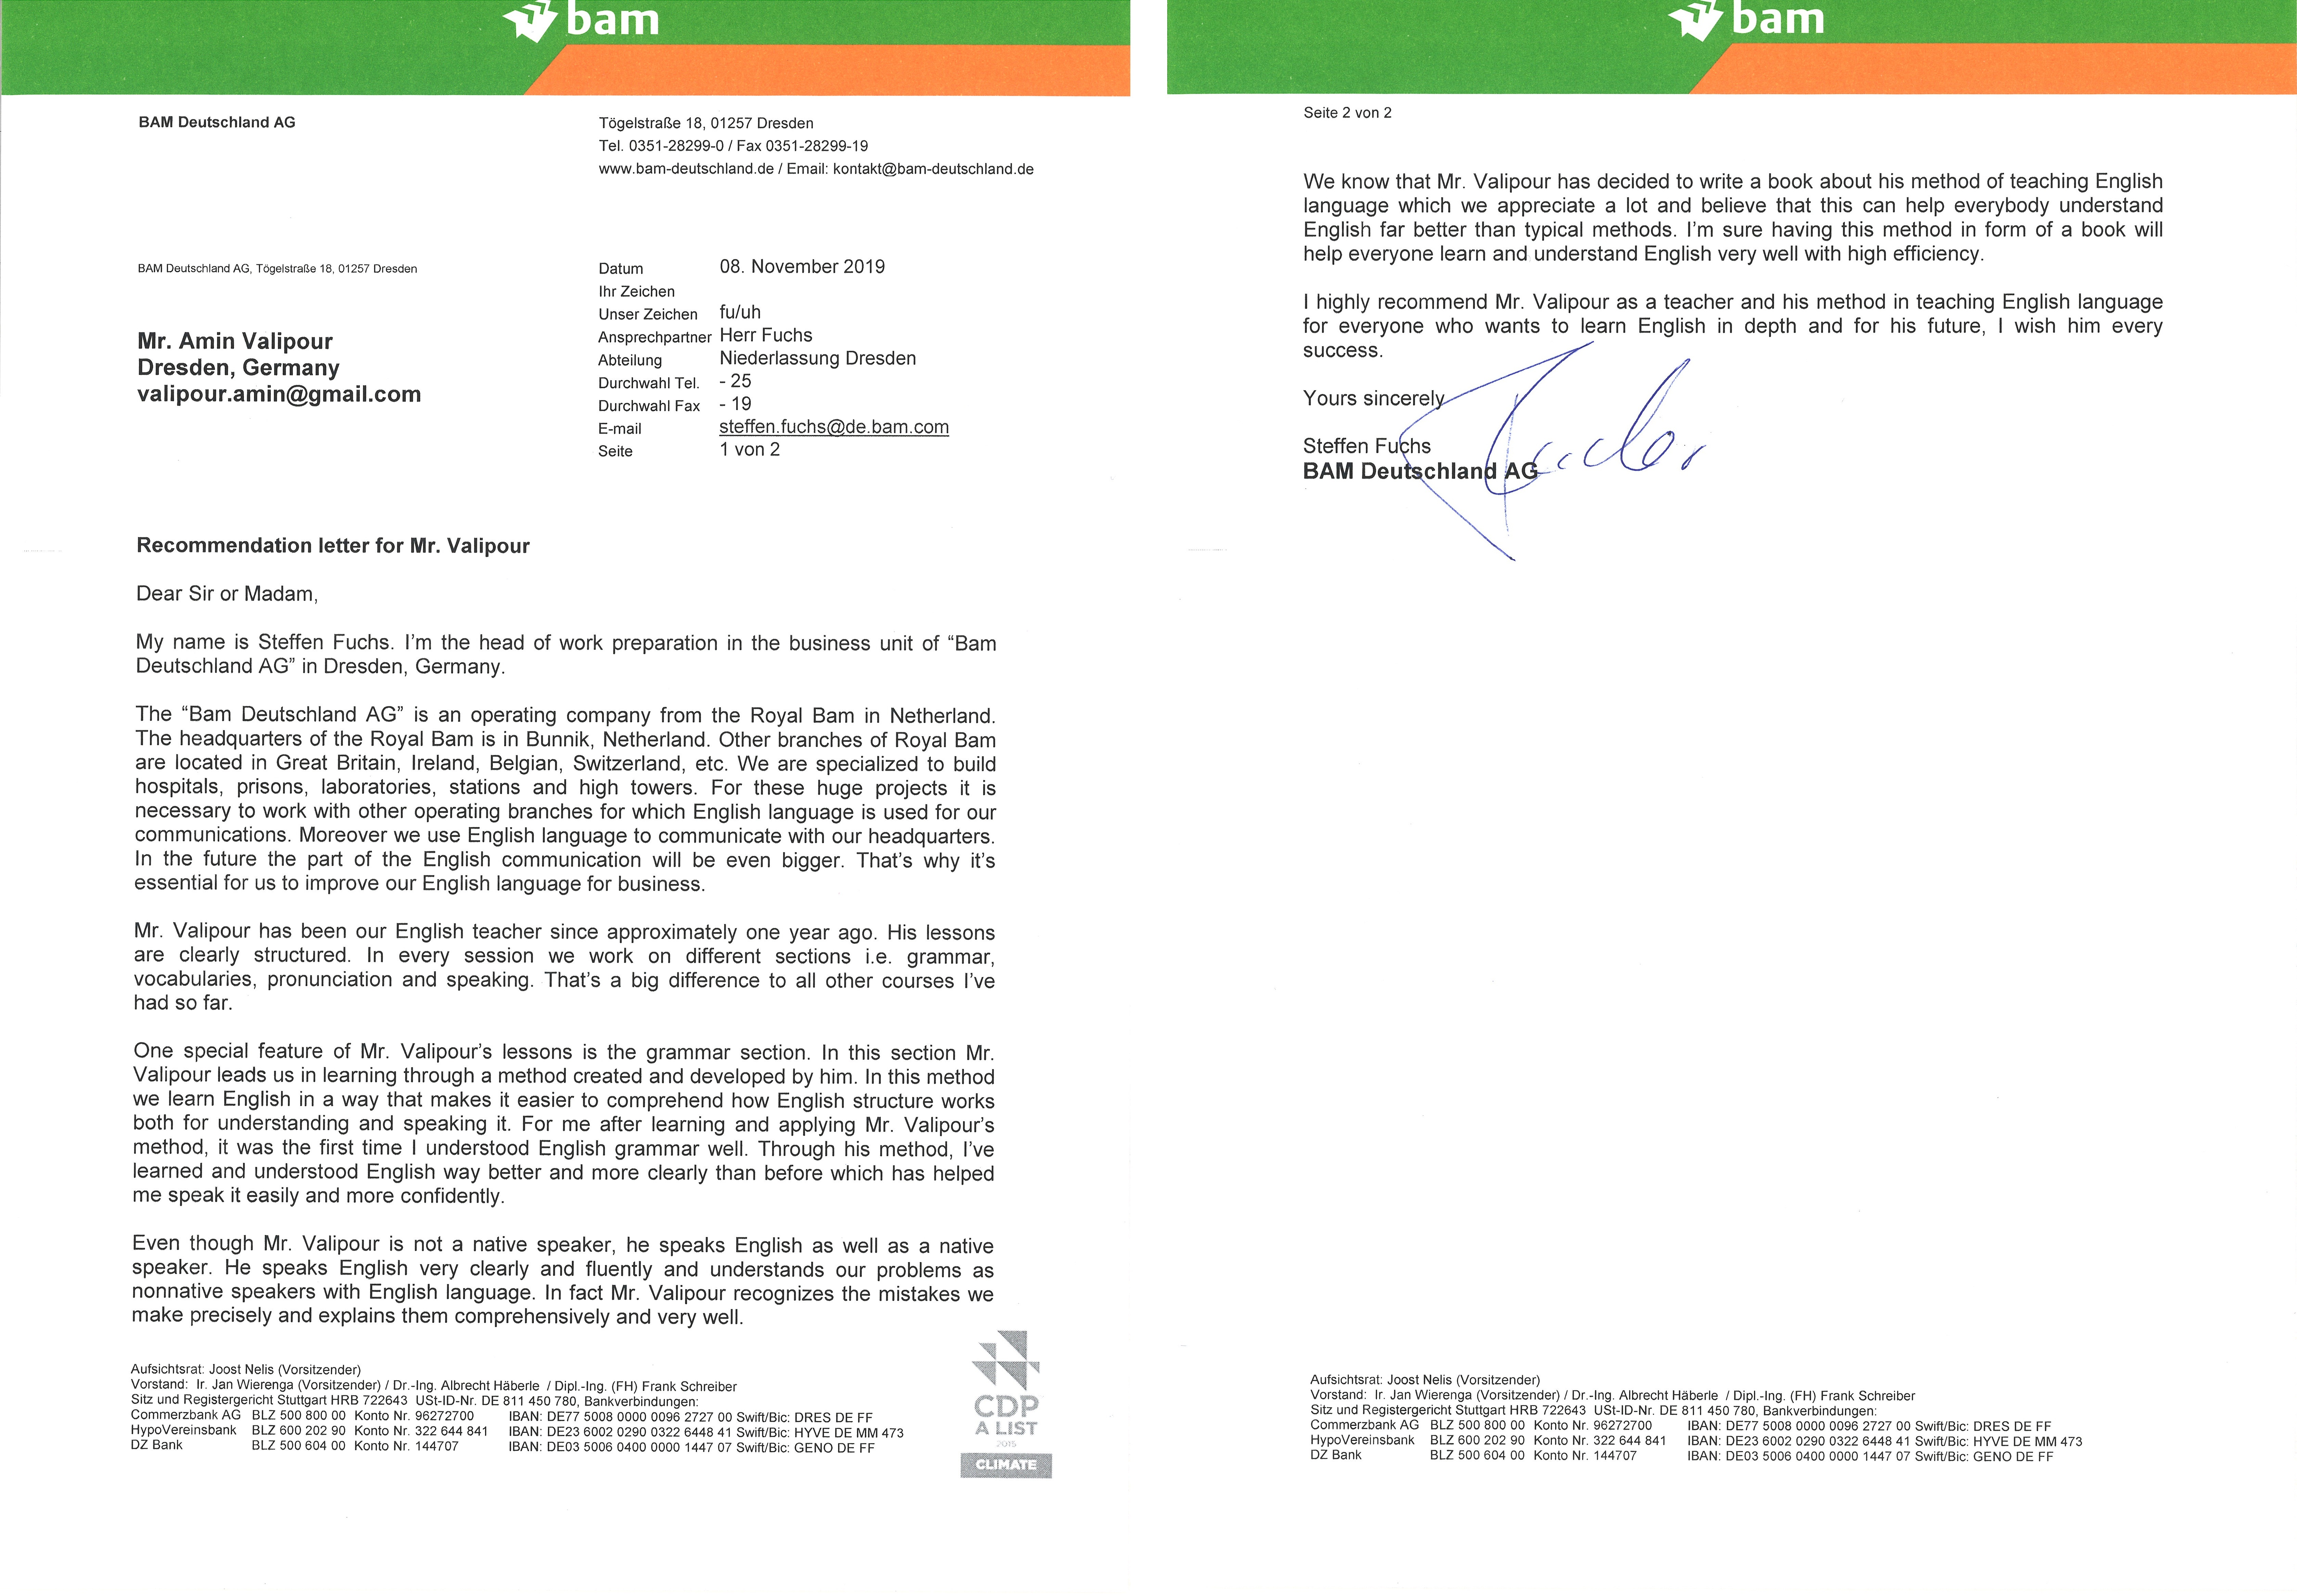 bam
BAM Deutschland AG
Tögelstraße 18, 01257 Dresden
Tel. 0351-28299-0 / Fax 0351-28299-19
www.bam-deutschland.de / Email: kontakt@bam-deutschland.de
BAM Deutschland AG, Tögelstraße 18, 01257 Dresden
Mr. Amin Valipour
Dresden, Germany
valipour.amin@gmail.com
Datum 08. November 2019
Ihr Zeichen
Unser Zeichen fu/uh
Ansprechpartner Herr Fuchs
Abteilung Niederlassung Dresden
Durchwahl Tel. - 25
Durchwahl Fax - 19
E-mail steffen.fuchs@de.bam.com
Seite 1 von 2
Recommendation letter for Mr. Valipour
Dear Sir or Madam,
My name is Steffen Fuchs. I'm the head of work preparation in the business unit of “Bam
Deutschland AG” in Dresden, Germany.
The “Bam Deutschland AG” is an operating company from the Royal Bam in Netherland.
The headquarters of the Royal Bam is in Bunnik, Netherland. Other branches of Royal Bam
are located in Great Britain, Ireland, Belgian, Switzerland, etc. We are specialized to build
hospitals, prisons, laboratories, stations and high towers. For these huge projects it is
necessary to work with other operating branches for which English language is used for our
communications. Moreover we use English language to communicate with our headquarters.
In the future the part of the English communication will be even bigger. That's why it's
essential for us to improve our English language for business.
Mr. Valipour has been our English teacher since approximately one year ago. His lessons
are clearly structured. In every session we work on different sections i.e. grammar,
vocabularies, pronunciation and speaking. That's a big difference to all other courses I've
had so far.
One special feature of Mr. Valipour's lessons is the grammar section. In this section Mr.
Valipour leads us in learning through a method created and developed by him. In this method
we learn English in a way that makes it easier to comprehend how English structure works
both for understanding and speaking it. For me after learning and applying Mr. Valipour's
method, it was the first time I understood English grammar well. Through his method, I've
learned and understood English way better and more clearly than before which has helped
me speak it easily and more confidently.
Even though Mr. Valipour is not a native speaker, he speaks English as well as a native
speaker. He speaks English very clearly and fluently and understands our problems as
nonnative speakers with English language. In fact Mr. Valipour recognizes the mistakes we
make precisely and explains them comprehensively and very well.
Aufsichtsrat: Joost Nelis (Vorsitzender)
Vorstand: Ir. Jan Wierenga (Vorsitzender) / Dr.-Ing. Albrecht Häberle / Dipl.-Ing. (FH) Frank Schreiber
Sitz und Registergericht Stuttgart HRB 722643 USt-ID-Nr. DE 811 450 780, Bankverbindungen:
Commerzbank AG BLZ 500 800 00 Konto Nr. 96272700 IBAN: DE77 5008 0000 0096 2727 00 Swift/Bic: DRES DE FF
HypoVereinsbank BLZ 600 202 90 Konto Nr. 322 644 841 IBAN: DE23 6002 0290 0322 6448 41 Swift/Bic: HYVE DE MM 473
DZ Bank BLZ 500 604 00 Konto Nr. 144707 IBAN: DE03 5006 0400 0000 1447 07 Swift/Bic: GENO DE FF
CDP
A LIST
2015
CLIMATE
bam
Seite 2 von 2
We know that Mr. Valipour has decided to write a book about his method of teaching English
language which we appreciate a lot and believe that this can help everybody understand
English far better than typical methods. I'm sure having this method in form of a book will
help everyone learn and understand English very well with high efficiency.
I highly recommend Mr. Valipour as a teacher and his method in teaching English language
for everyone who wants to learn English in depth and for his future, I wish him every
success.
Yours sincerely
Steffen Fuchs
BAM Deutschland AG
Aufsichtsrat: Joost Nelis (Vorsitzender)
Vorstand: Ir. Jan Wierenga (Vorsitzender) / Dr.-Ing. Albrecht Häberle / Dipl.-Ing. (FH) Frank Schreiber
Sitz und Registergericht Stuttgart HRB 722643 USt-ID-Nr. DE 811 450 780, Bankverbindungen:
Commerzbank AG BLZ 500 800 00 Konto Nr. 96272700 IBAN: DE77 5008 0000 0096 2727 00 Swift/Bic: DRES DE FF
HypoVereinsbank BLZ 600 202 90 Konto Nr. 322 644 841 IBAN: DE23 6002 0290 0322 6448 41 Swift/Bic: HYVE DE MM 473
DZ Bank BLZ 500 604 00 Konto Nr. 144707 IBAN: DE03 5006 0400 0000 1447 07 Swift/Bic: GENO DE FF